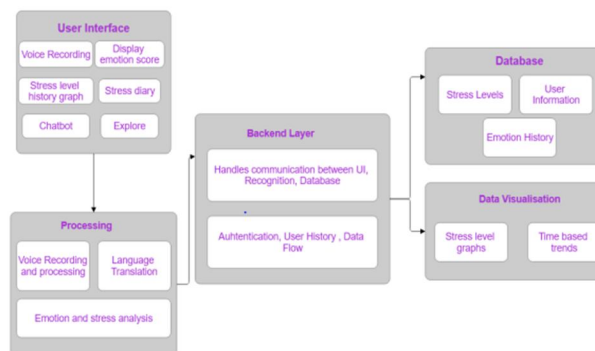 User Interface
Voice Recording
Display
emotion score
Stress level
history graph
Stress diary
Chatbot
Explore
Processing
Voice Recording
and processing
Language
Translation
Emotion and stress analysis
Backend Layer
Handles communication between UI,
Recognition, Database
Auhtentication, User History , Data
Flow
Database
Stress Levels
User
Information
Emotion History
Data Visualisation
Stress level
graphs
Time based
trends